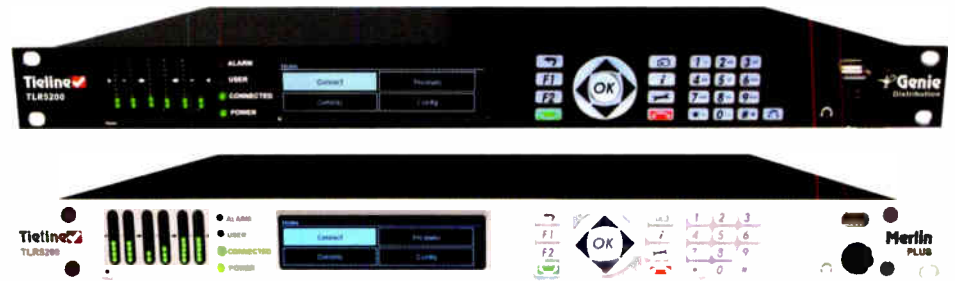 ALARM
Tieline
TLR5200
USER
CONNECTED
POWER
Connect
Config
F1
F2
OK
i
1 2 3
4 5 6
7 8 9
* 0 #
Genie
Distribution
Tieline
TLR5200
ALARM
USER
CONNECTED
POWER
Connect
Config
F1
F2
OK
i
1 2 3
4 5 6
7 8 9
* 0 #
Merlin
PLUS